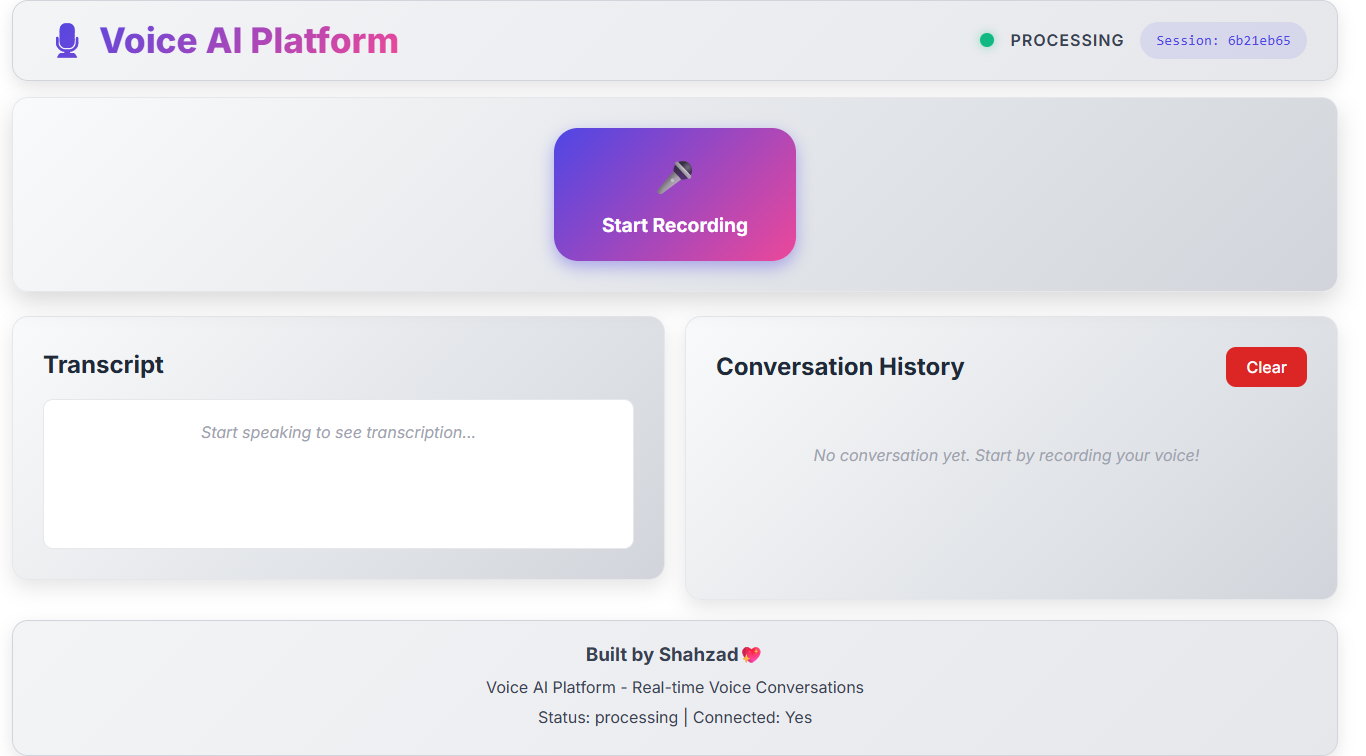 Voice AI Platform
PROCESSING
Session: 6b21eb65
Start Recording
Transcript
Start speaking to see transcription...
Conversation History
Clear
No conversation yet. Start by recording your voice!
Built by Shahzad💖
Voice AI Platform - Real-time Voice Conversations
Status: processing | Connected: Yes